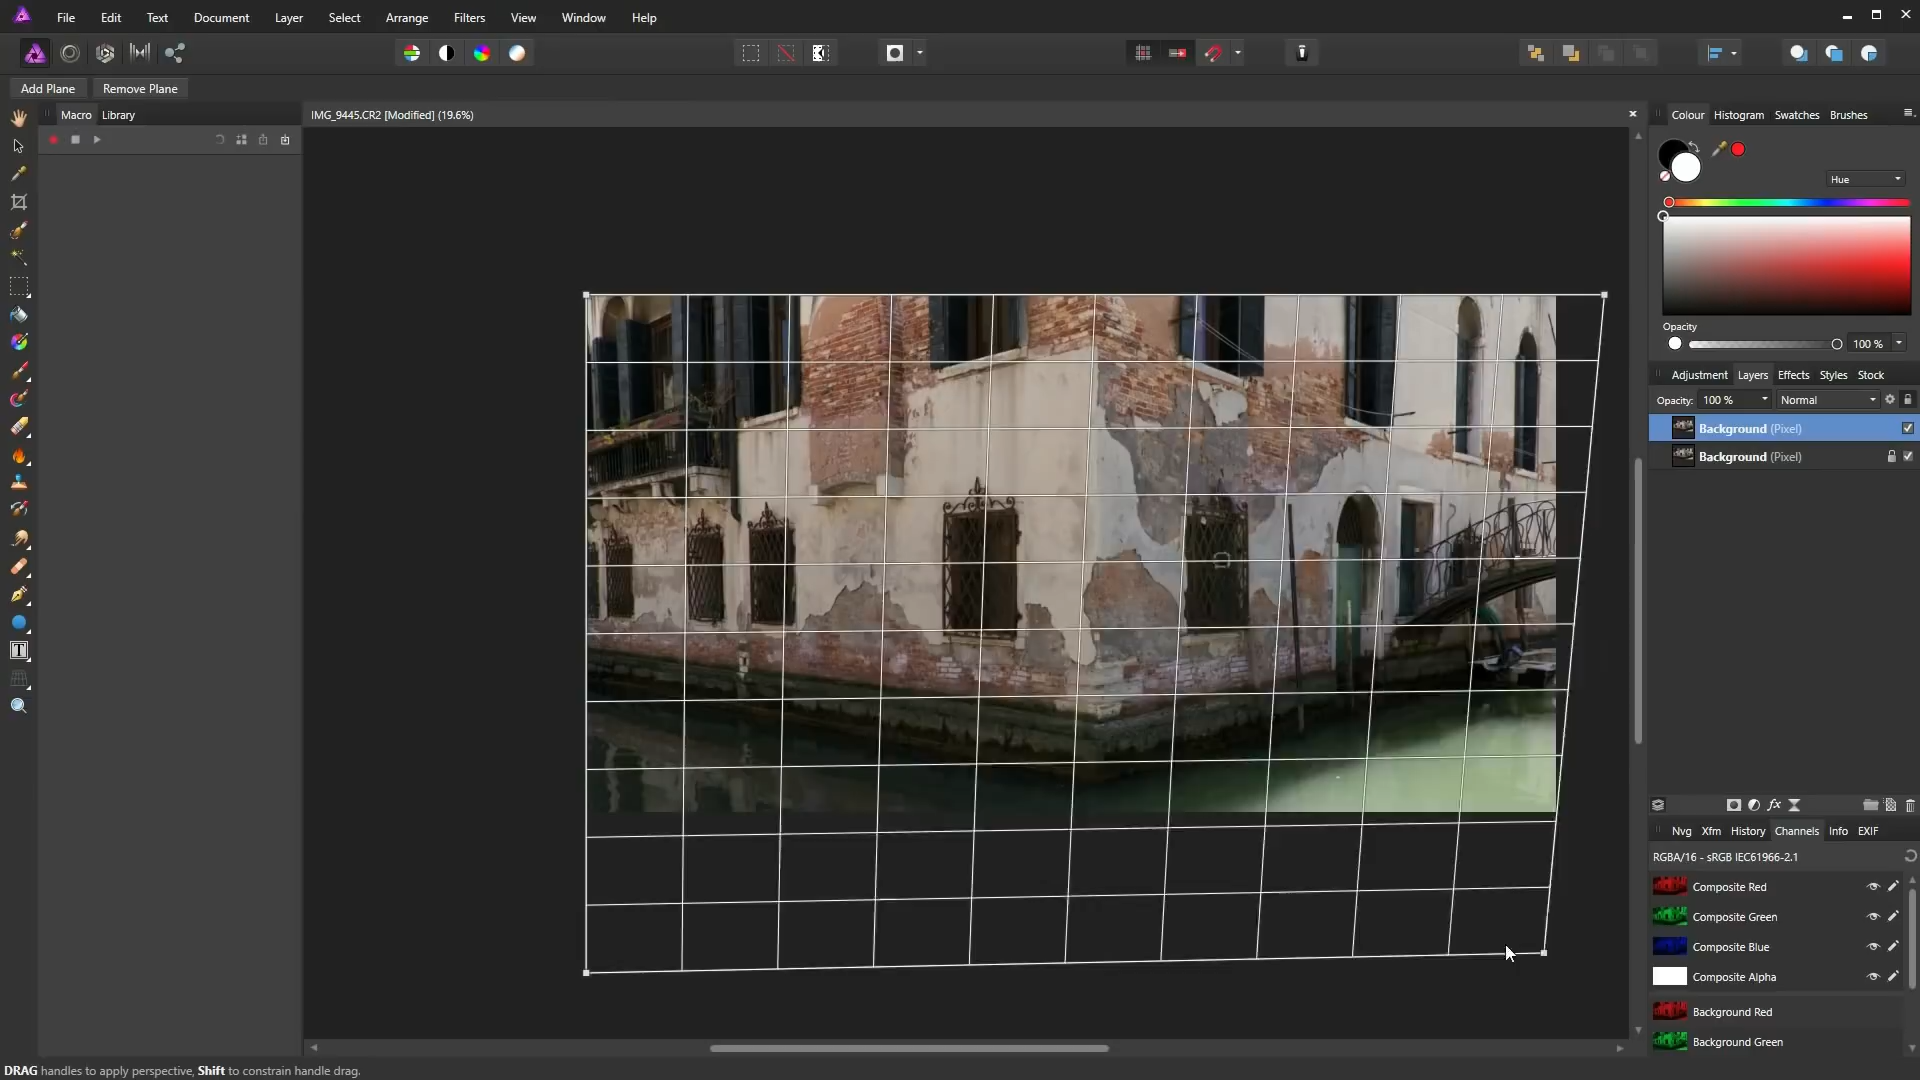 File Edit Text Document Layer Select Arrange Filters View Window Help
Add Plane Remove Plane
Macro Library
IMG_9445.CR2 [Modified] (19.6%)
Colour Histogram Swatches Brushes
Hue
Opacity
100 %
Adjustment Layers Effects Styles Stock
Opacity: 100 % Normal
Background (Pixel)
Background (Pixel)
fx
Nvg Xfm History Channels Info EXIF
RGBA/16 - sRGB IEC61966-2.1
Composite Red
Composite Green
Composite Blue
Composite Alpha
Background Red
Background Green
T
DRAG handles to apply perspective, Shift to constrain handle drag.